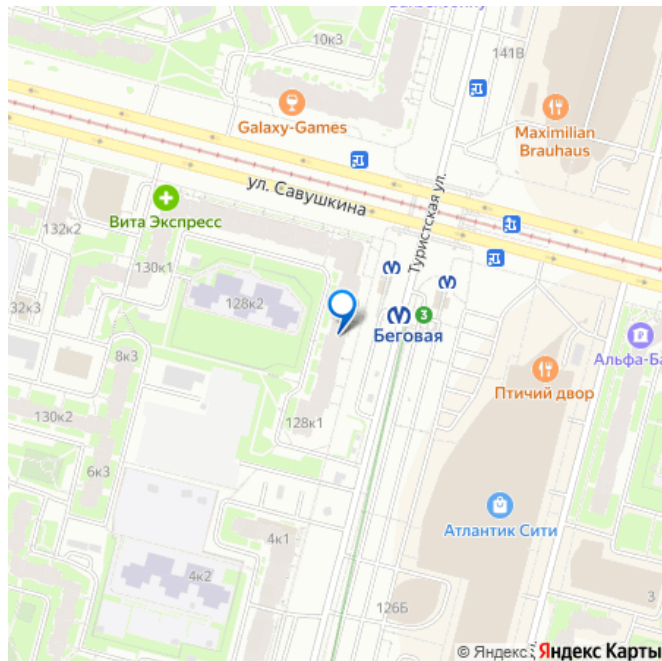 10к3
141В
Galaxy-Games
Maximilian
Brauhaus
ул. Савушкина
Туристская ул.
Вита Экспресс
132к2
130к1
128к2
32к3
3
Беговая
Альфа-Ба
8к3
Птичий двор
130к2
128к1
6к3
Атлантик Сити
4к1
4к2
126Б
3
© Яндекс
Яндекс Карты